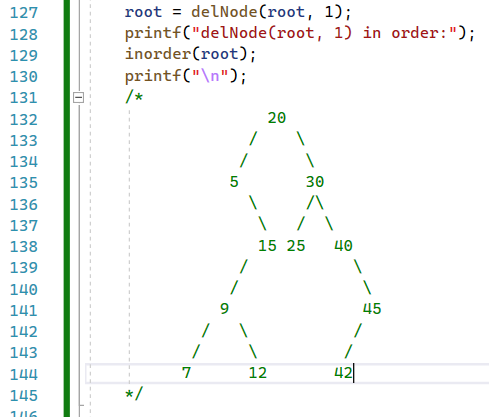 127 root = delNode(root, 1);
128 printf("delNode(root, 1) in order:");
129 inorder(root);
130 printf("\n");
131 /*
132 20
133 / \
134 / \
135 5 30
136 \ /\
137 \ / \
138 15 25 40
139 / \
140 / \
141 9 45
142 / \ /
143 / \ /
144 7 12 42
145 */
146